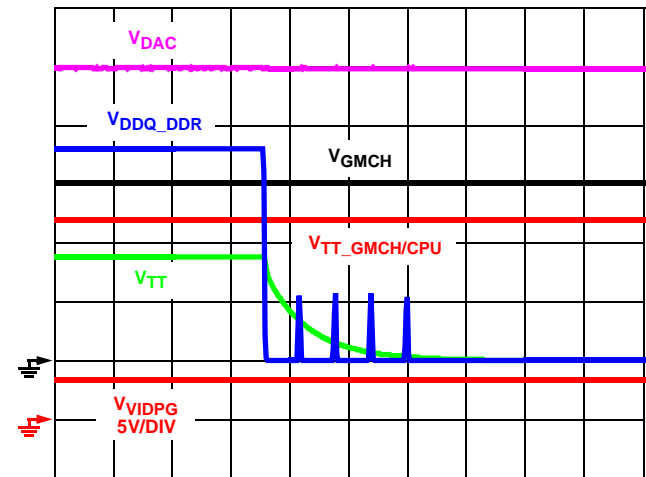 VDAC
VDDQ_DDR
VGMCH
VTT_GMCH/CPU
VTT
VVIDPG
5V/DIV